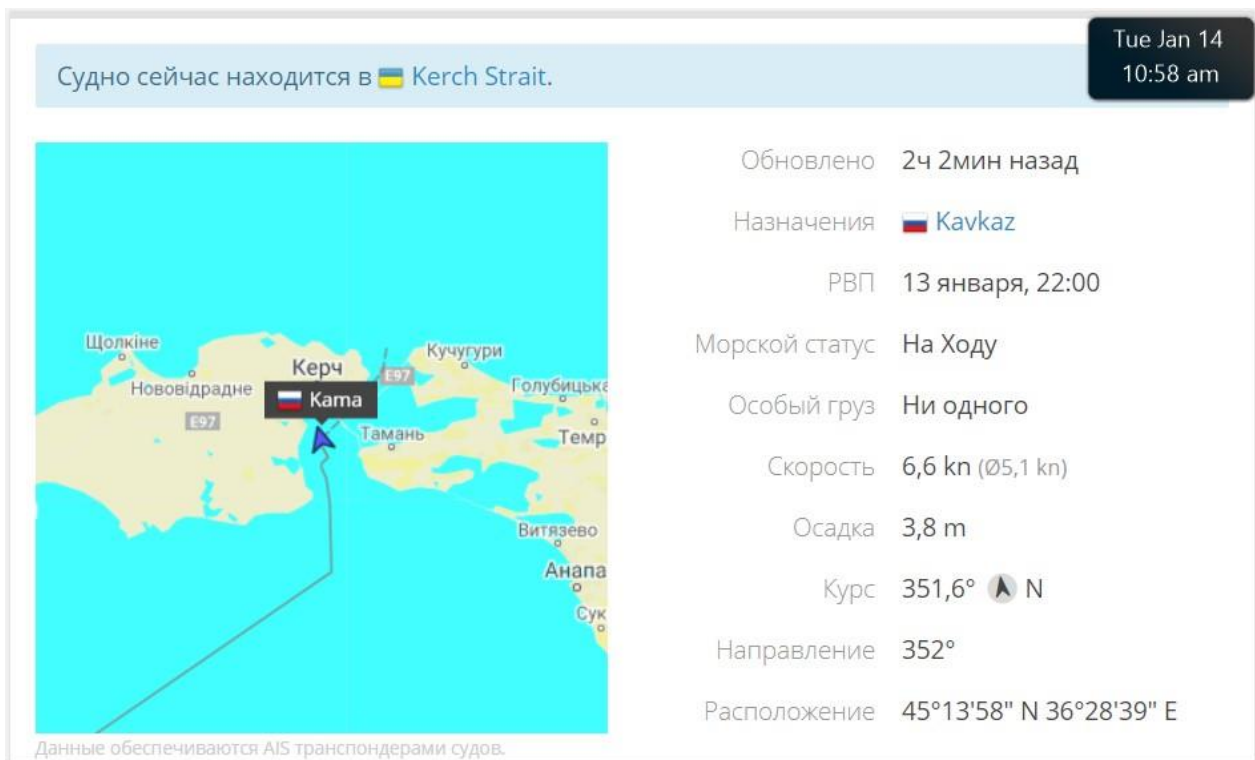 Tue Jan 14
10:58 am
Судно сейчас находится в Kerch Strait.
Обновлено 2ч 2мин назад
Назначения Kavkaz
РВП 13 января, 22:00
Морской статус На Ходу
Особый груз Ни одного
Скорость 6,6 kn (Ø5,1 kn)
Осадка 3,8 m
Курс 351,6° N
Направление 352°
Расположение 45°13'58" N 36°28'39" E
Щолкіне
Нововідрадне
Керч
Кучугури
E97
Голубицька
Kama
E97
Тамань
Темр
Витязево
Анапа
Сук
Данные обеспечиваются AIS транспондерами судов.